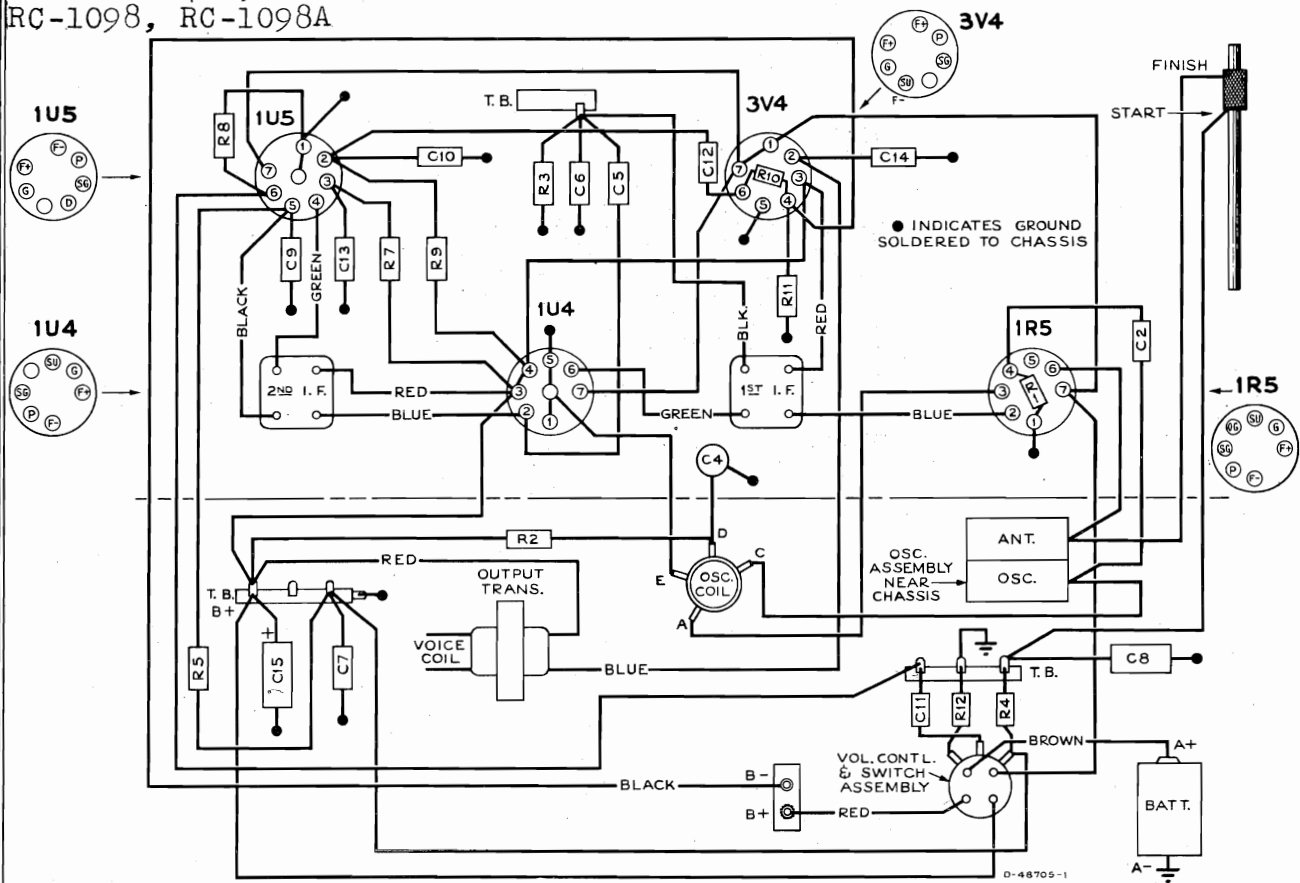 RC-1098, RC-1098A
3V4
F+
P
F+
SG
G
SU
F-
FINISH
START
T. B.
1U5
F-
F+
P
G
SG
D
1U5
R8
1
2
3
4
5
6
7
C10
R3
C6
C5
C12
3V4
1
2
3
4
5
6
7
R10
C14
● INDICATES GROUND
SOLDERED TO CHASSIS
C9
GREEN
C13
R7
R9
BLACK
BLK.
R11
RED
1U4
SU
G
SG
F+
P
F-
2ND I. F.
RED
BLUE
1U4
5
4
6
3
7
2
1
GREEN
1ST I. F.
BLUE
1R5
5
4
6
3
7
2
1
R1
C2
1R5
SU
OG
G
SG
F+
P
F-
C4
D
R2
RED
C
E
OSC.
COIL
A
OUTPUT
TRANS.
VOICE
COIL
BLUE
ANT.
OSC.
OSC.
ASSEMBLY
NEAR
CHASSIS
T. B.
B+
+
C15
C7
R5
C8
T. B.
C11
R12
R4
BROWN
A+
VOL. CONTL.
& SWITCH
ASSEMBLY
BLACK
B-
B+
RED
BATT.
A-
D-48705-1